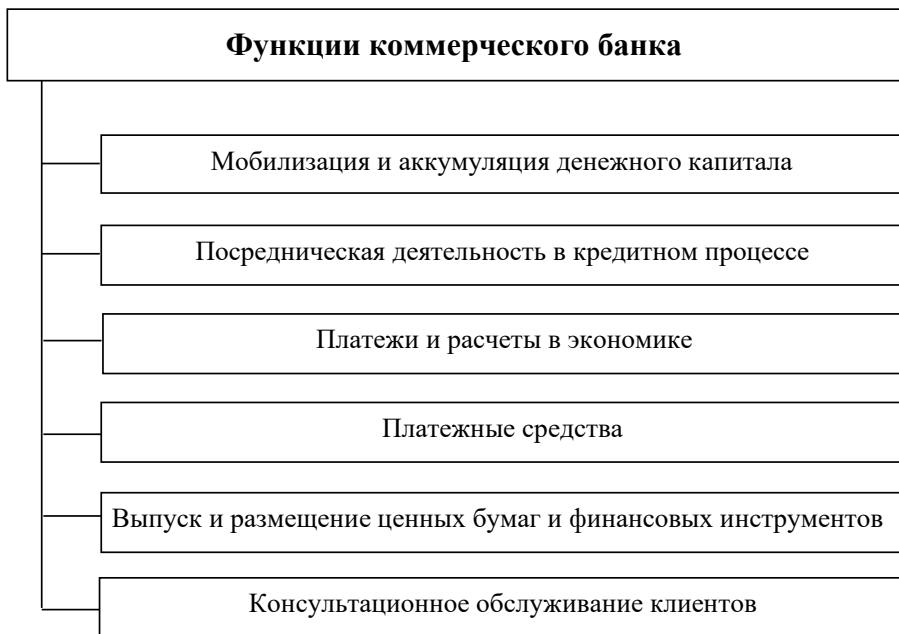 Функции коммерческого банка
Мобилизация и аккумуляция денежного капитала
Посредническая деятельность в кредитном процессе
Платежи и расчеты в экономике
Платежные средства
Выпуск и размещение ценных бумаг и финансовых инструментов
Консультационное обслуживание клиентов